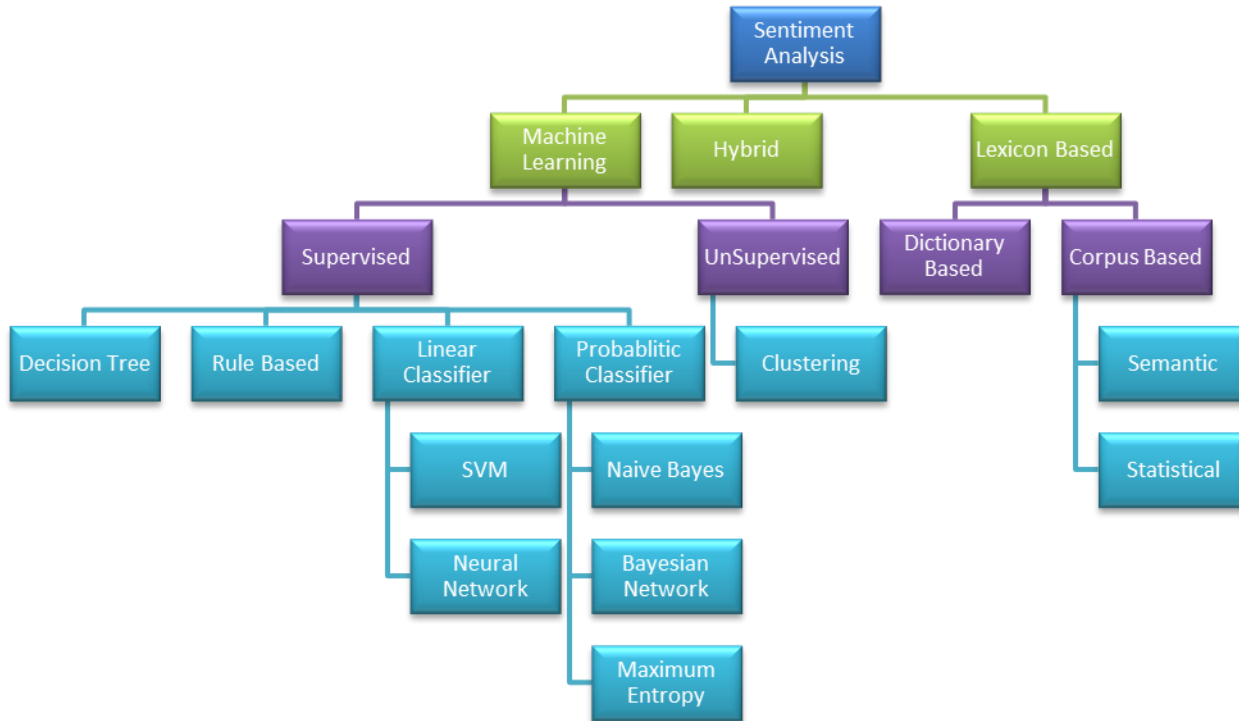 Sentiment
Analysis
Machine
Learning
Hybrid
Lexicon Based
Supervised
UnSupervised
Dictionary
Based
Corpus Based
Decision Tree
Rule Based
Linear
Classifier
Probablitic
Classifier
Clustering
Semantic
SVM
Naive Bayes
Statistical
Neural
Network
Bayesian
Network
Maximum
Entropy